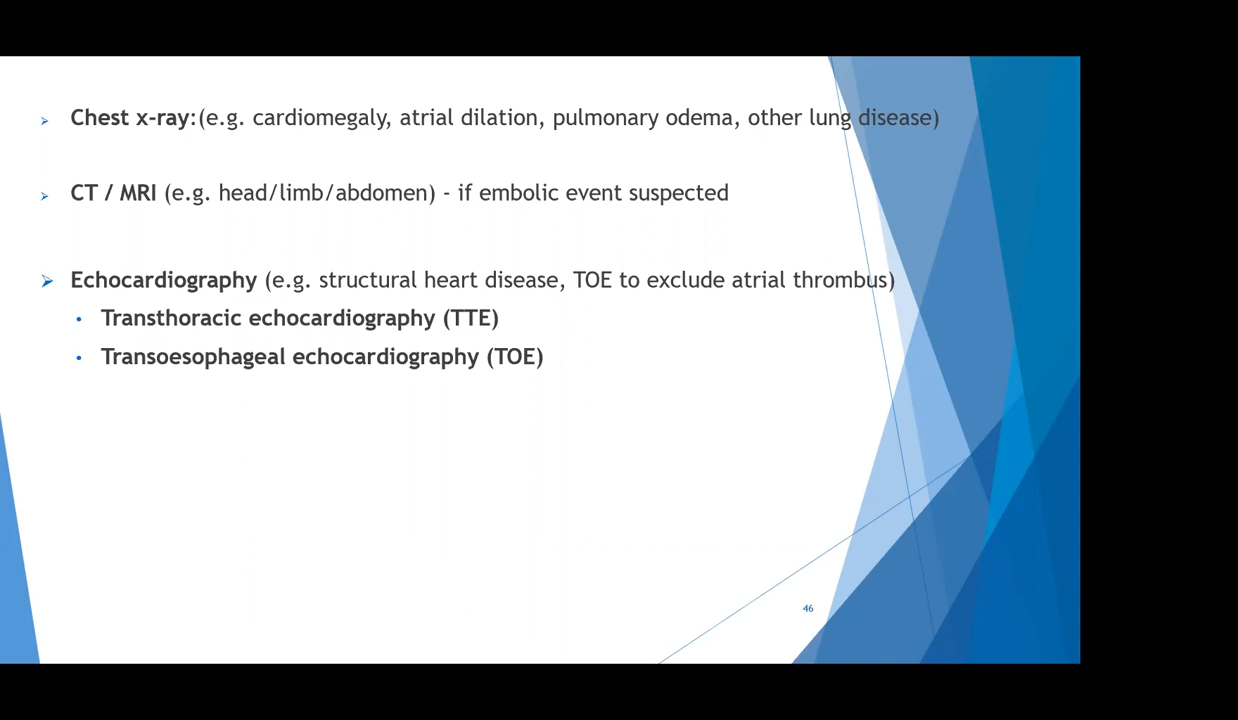 Chest x-ray:(e.g. cardiomegaly, atrial dilation, pulmonary odema, other lung disease)
CT / MRI (e.g. head/limb/abdomen) - if embolic event suspected
Echocardiography (e.g. structural heart disease, TOE to exclude atrial thrombus)
Transthoracic echocardiography (TTE)
Transoesophageal echocardiography (TOE)
46